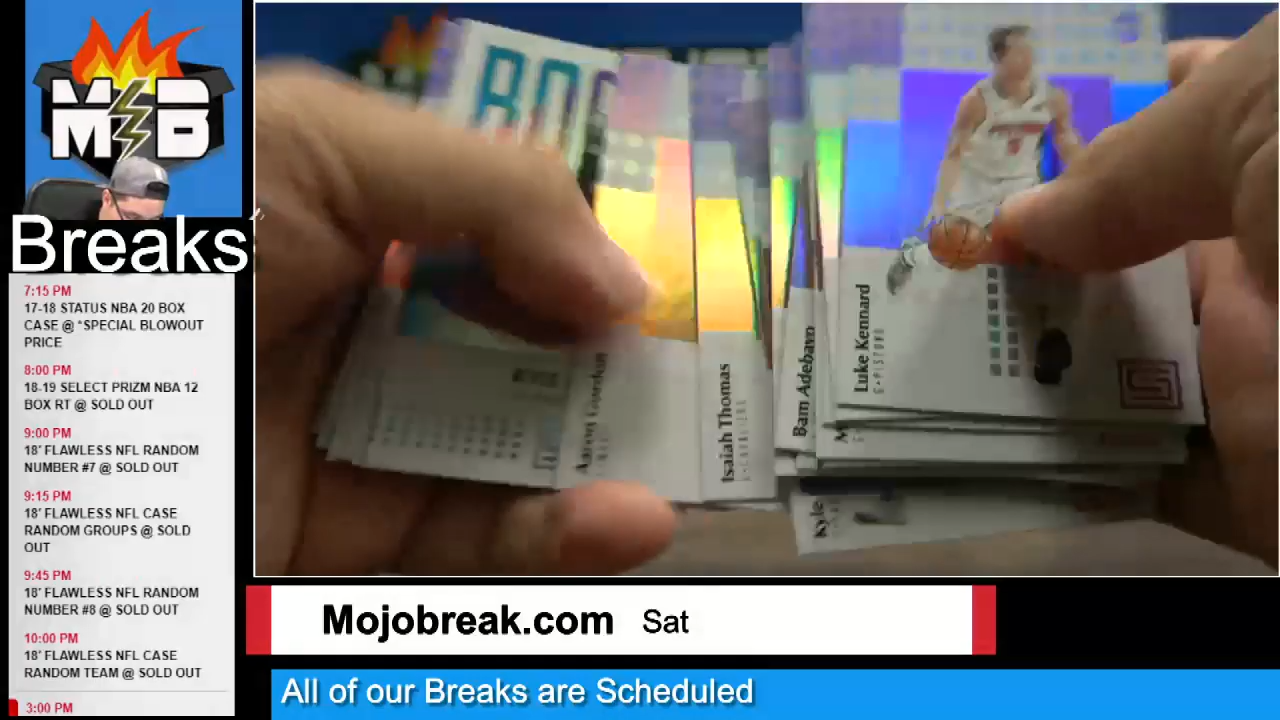 M B
M B
Breaks
7:15 PM
17-18 STATUS NBA 20 BOX
CASE @ *SPECIAL BLOWOUT
PRICE
8:00 PM
18-19 SELECT PRIZM NBA 12
BOX RT @ SOLD OUT
9:00 PM
18' FLAWLESS NFL RANDOM
NUMBER #7 @ SOLD OUT
9:15 PM
18' FLAWLESS NFL CASE
RANDOM GROUPS @ SOLD
OUT
9:45 PM
18' FLAWLESS NFL RANDOM
NUMBER #8 @ SOLD OUT
10:00 PM
18' FLAWLESS NFL CASE
RANDOM TEAM @ SOLD OUT
3:00 PM
Aaron Gordon
Isaiah Thomas
Bam Adebayo
Luke Kennard
G•PISTONS
Kyle
Mojobreak.com Sat
All of our Breaks are Scheduled